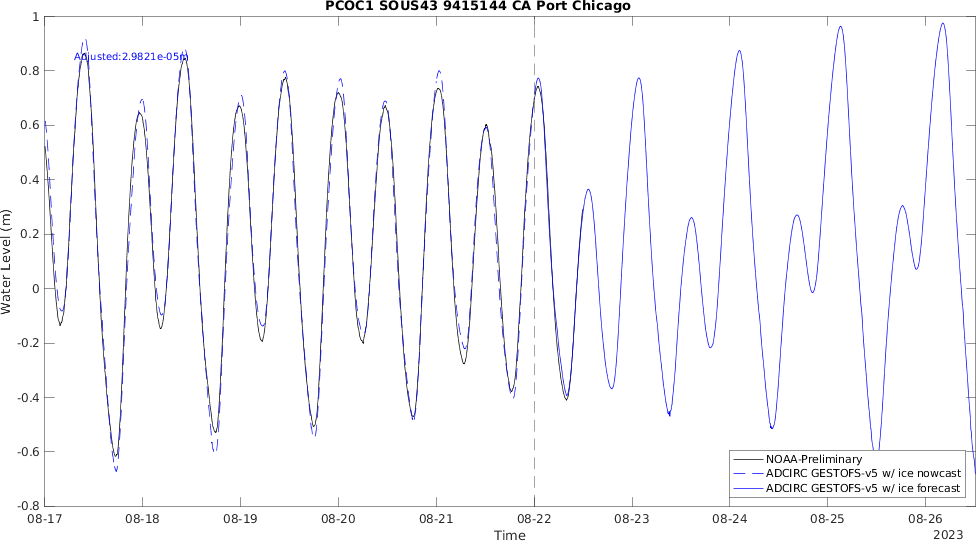 PCOC1 SOUS43 9415144 CA Port Chicago
Adjusted:2.9821e-05m
Water Level (m)
1
0.8
0.6
0.4
0.2
0
-0.2
-0.4
-0.6
-0.8
NOAA-Preliminary
ADCIRC GESTOFS-v5 w/ ice nowcast
ADCIRC GESTOFS-v5 w/ ice forecast
08-17 08-18 08-19 08-20 08-21 08-22 08-23 08-24 08-25 08-26
Time
2023